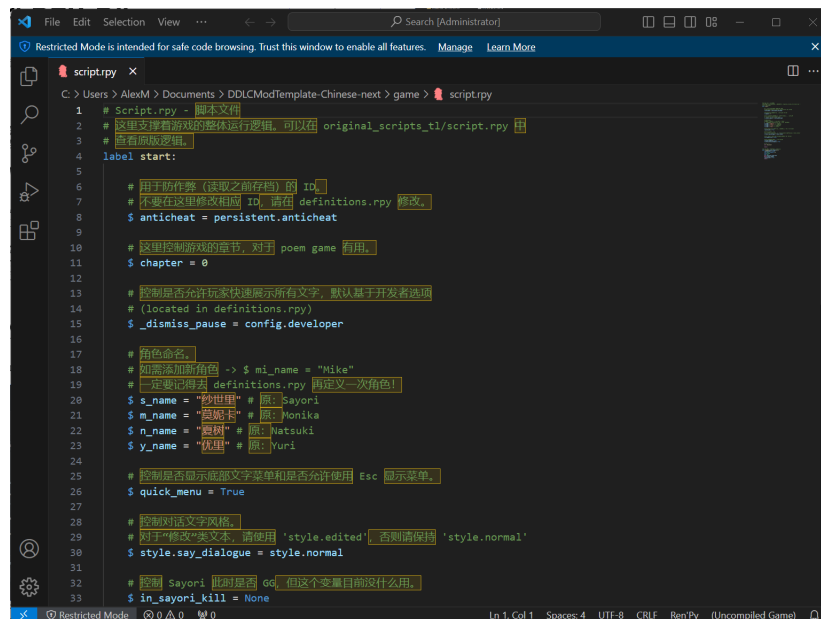 File Edit Selection View ··· Search [Administrator]
Restricted Mode is intended for safe code browsing. Trust this window to enable all features. Manage Learn More
script.rpy
C: > Users > AlexM > Documents > DDLCModTemplate-Chinese-next > game > script.rpy
1 # Script.rpy - 脚本文件
2 # 这里支撑着游戏的整体运行逻辑。可以在 original_scripts_tl/script.rpy 中
3 # 查看原版逻辑。
4 label start:
5
6 # 用于防作弊（读取之前存档）的 ID。
7 # 不要在这里修改相应 ID，请在 definitions.rpy 修改。
8 $ anticheat = persistent.anticheat
9
10 # 这里控制游戏的章节，对于 poem game 有用。
11 $ chapter = 0
12
13 # 控制是否允许玩家快速展示所有文字，默认基于开发者选项
14 # (located in definitions.rpy)
15 $ _dismiss_pause = config.developer
16
17 # 角色命名。
18 # 如需添加新角色 -> $ mi_name = "Mike"
19 # 一定要记得去 definitions.rpy 再定义一次角色！
20 $ s_name = "纱世里" # 原：Sayori
21 $ m_name = "莫妮卡" # 原：Monika
22 $ n_name = "夏树" # 原：Natsuki
23 $ y_name = "优里" # 原：Yuri
24
25 # 控制是否显示底部文字菜单和是否允许使用 Esc 显示菜单。
26 $ quick_menu = True
27
28 # 控制对话文字风格。
29 # 对于“修改”类文本，请使用 'style.edited'，否则请保持 'style.normal'
30 $ style.say_dialogue = style.normal
31
32 # 控制 Sayori 此时是否 GG，但这个变量目前没什么用。
33 $ in_sayori_kill = None
Restricted Mode 0 0 0 Ln 1, Col 1 Spaces: 4 UTF-8 CRLF Ren'Py (Uncompiled Game)